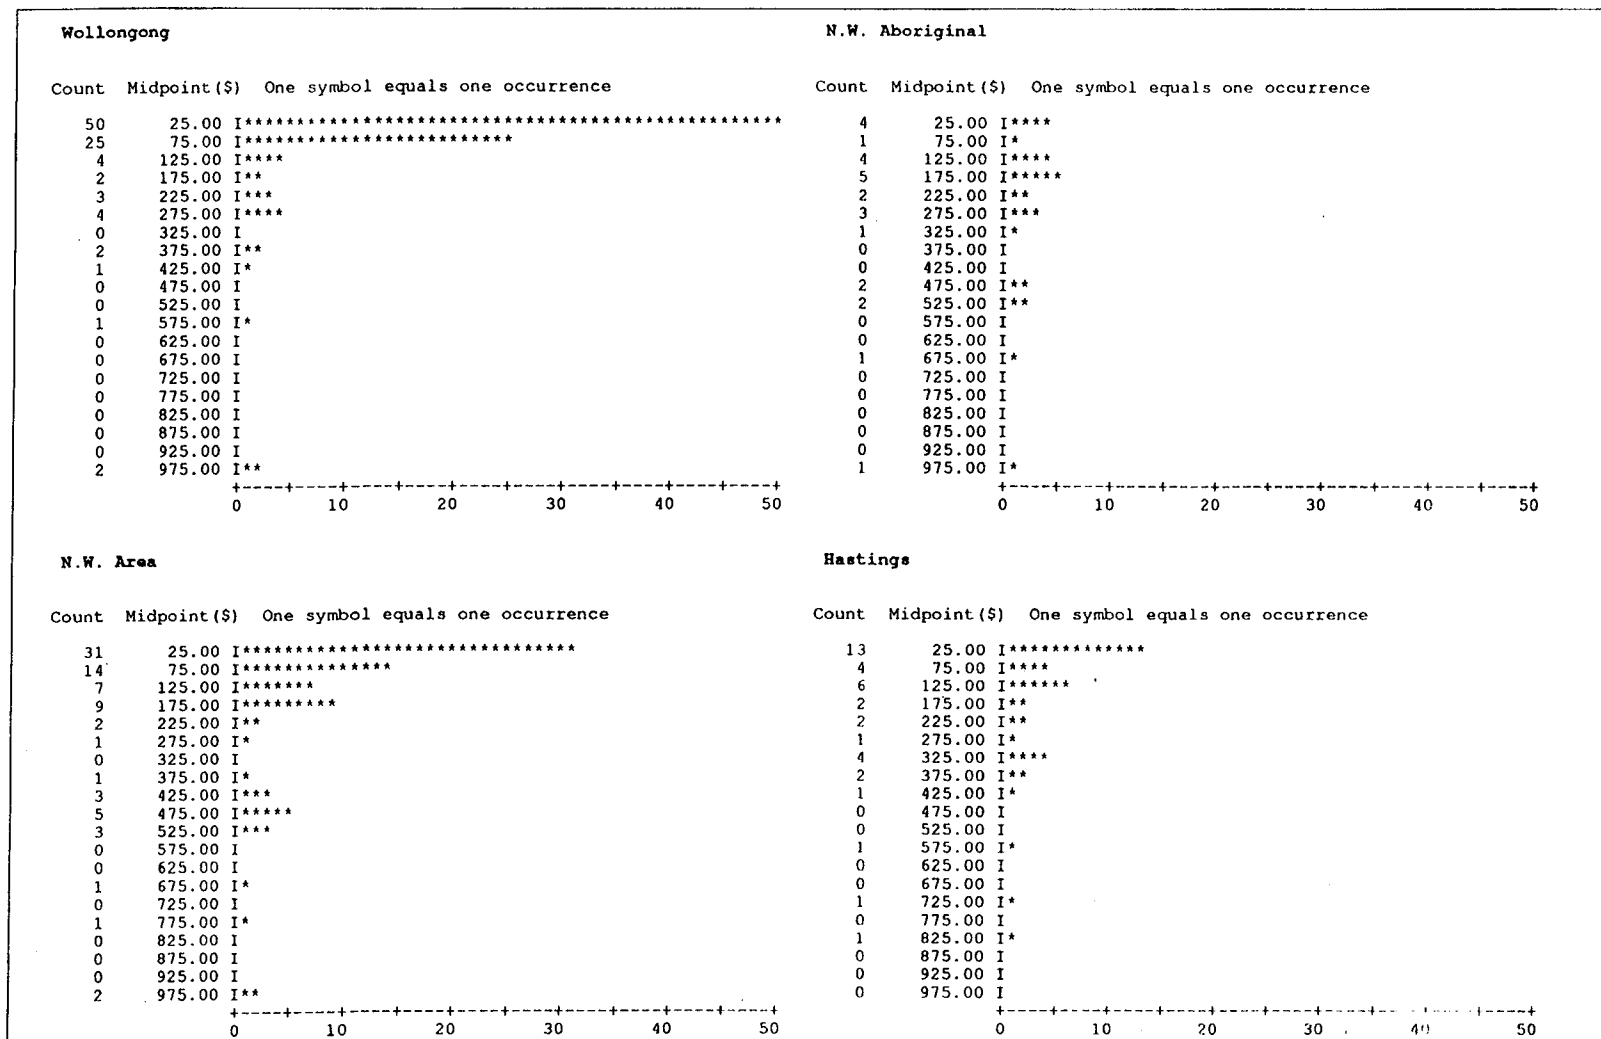 Wollongong
Count Midpoint($) One symbol equals one occurrence
50 25.00 I**************************************************
25 75.00 I*************************
4 125.00 I****
2 175.00 I**
3 225.00 I***
4 275.00 I****
0 325.00 I
2 375.00 I**
1 425.00 I*
0 475.00 I
0 525.00 I
1 575.00 I*
0 625.00 I
0 675.00 I
0 725.00 I
0 775.00 I
0 825.00 I
0 875.00 I
0 925.00 I
2 975.00 I**
+----+----+----+----+----+----+----+----+----+----+
0 10 20 30 40 50
N.W. Aboriginal
Count Midpoint($) One symbol equals one occurrence
4 25.00 I****
1 75.00 I*
4 125.00 I****
5 175.00 I*****
2 225.00 I**
3 275.00 I***
1 325.00 I*
0 375.00 I
0 425.00 I
2 475.00 I**
2 525.00 I**
0 575.00 I
0 625.00 I
1 675.00 I*
0 725.00 I
0 775.00 I
0 825.00 I
0 875.00 I
0 925.00 I
1 975.00 I*
+----+----+----+----+----+----+----+----+----+----+
0 10 20 30 40 50
N.W. Area
Count Midpoint($) One symbol equals one occurrence
31 25.00 I*******************************
14 75.00 I**************
7 125.00 I*******
9 175.00 I*********
2 225.00 I**
1 275.00 I*
0 325.00 I
1 375.00 I*
3 425.00 I***
5 475.00 I*****
3 525.00 I***
0 575.00 I
0 625.00 I
1 675.00 I*
0 725.00 I
1 775.00 I*
0 825.00 I
0 875.00 I
0 925.00 I
2 975.00 I**
+----+----+----+----+----+----+----+----+----+----+
0 10 20 30 40 50
Hastings
Count Midpoint($) One symbol equals one occurrence
13 25.00 I*************
4 75.00 I****
6 125.00 I******
2 175.00 I**
2 225.00 I**
1 275.00 I*
4 325.00 I****
2 375.00 I**
1 425.00 I*
0 475.00 I
0 525.00 I
1 575.00 I*
0 625.00 I
0 675.00 I
1 725.00 I*
0 775.00 I
1 825.00 I*
0 875.00 I
0 925.00 I
0 975.00 I
+----+----+----+----+----+----+----+----+----+----+
0 10 20 30 40 50